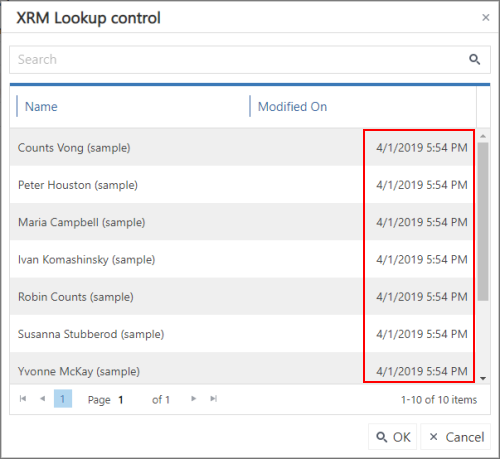 XRM Lookup control
Search
Name Modified On
Counts Vong (sample) 4/1/2019 5:54 PM
Peter Houston (sample) 4/1/2019 5:54 PM
Maria Campbell (sample) 4/1/2019 5:54 PM
Ivan Komashinsky (sample) 4/1/2019 5:54 PM
Robin Counts (sample) 4/1/2019 5:54 PM
Susanna Stubberod (sample) 4/1/2019 5:54 PM
Yvonne McKay (sample) 4/1/2019 5:54 PM
1 Page 1 of 1 1-10 of 10 items
OK Cancel